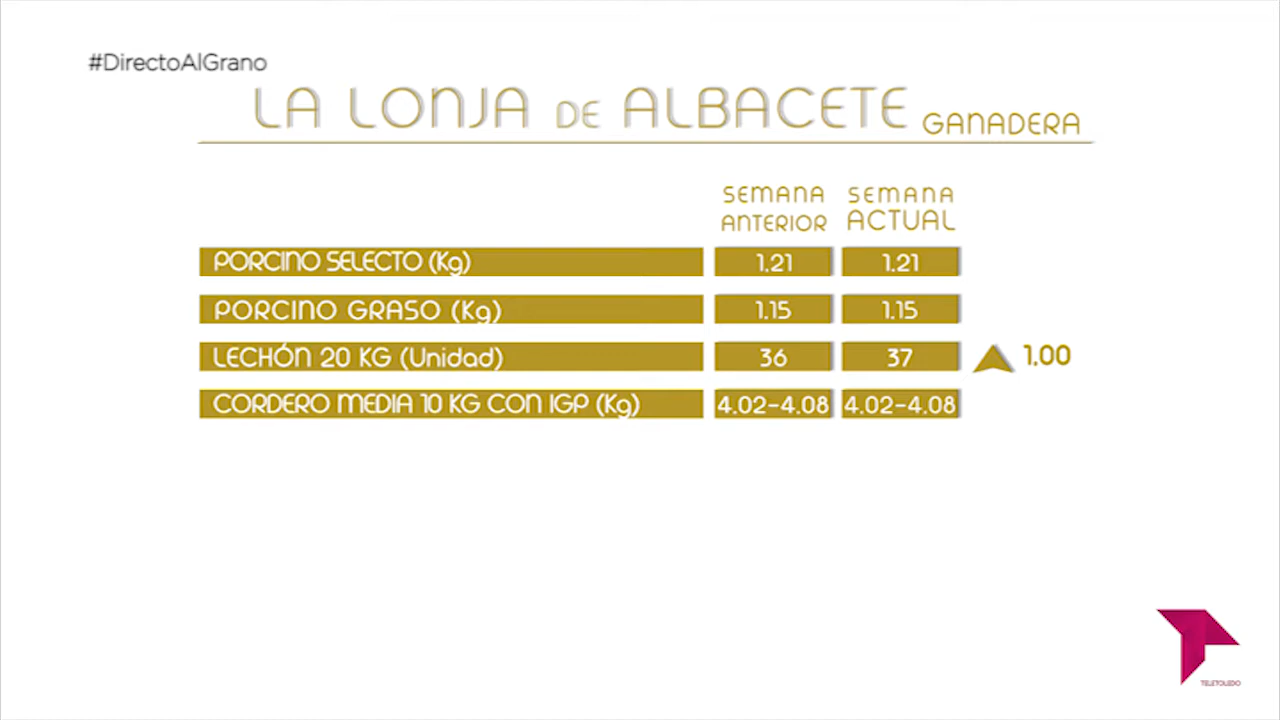 #DirectoAlGrano
LA LONJA DE ALBACETE GANADERA
SEMANA ANTERIOR SEMANA ACTUAL
PORCINO SELECTO (Kg) 1.21 1.21
PORCINO GRASO (Kg) 1.15 1.15
LECHÓN 20 KG (Unidad) 36 37 1.00
CORDERO MEDIA 10 KG CON IGP (Kg) 4.02-4.08 4.02-4.08
TELETOLEDO